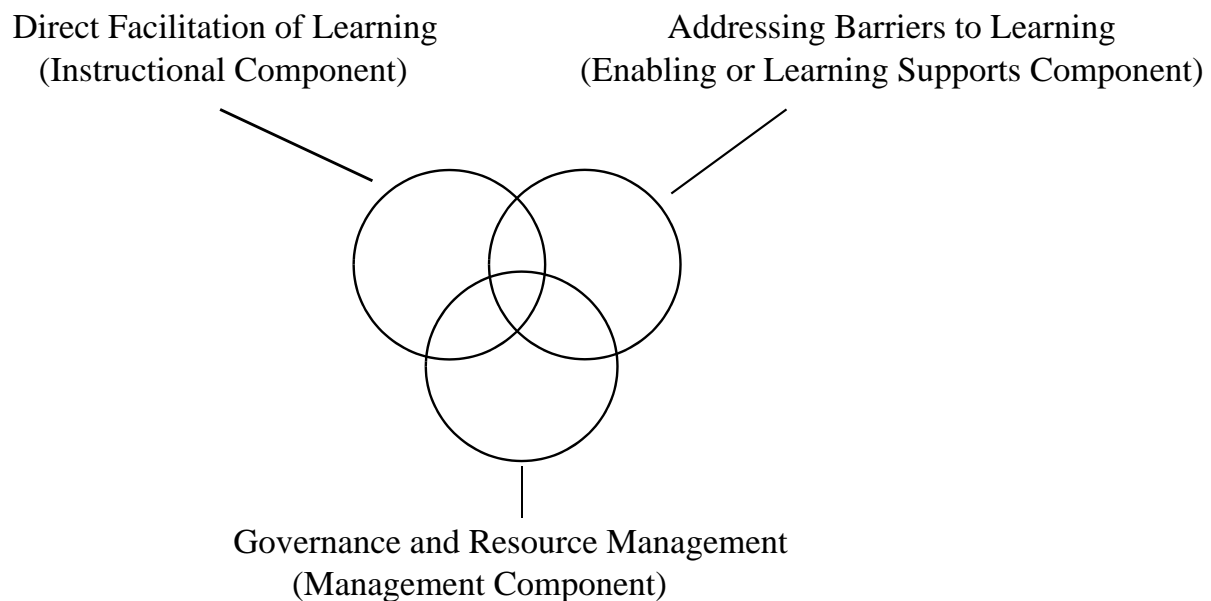 Direct Facilitation of Learning
(Instructional Component)
Addressing Barriers to Learning
(Enabling or Learning Supports Component)
Governance and Resource Management
(Management Component)